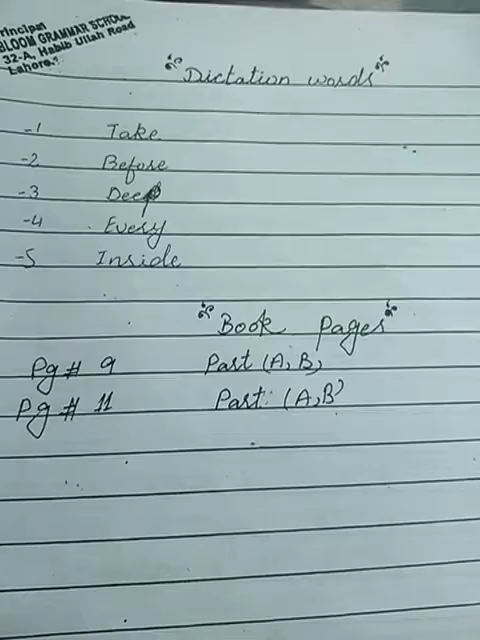 Principal
BLOOM GRAMMAR SCHOOL
32-A, Habib Ullah Road
Lahore.
"Dictation words"
-1 Take
-2 Before
-3 Deep
-4 Every
-5 Inside
"Book pages"
Pg # 9 Part (A,B)
Pg # 11 Part: (A,B)